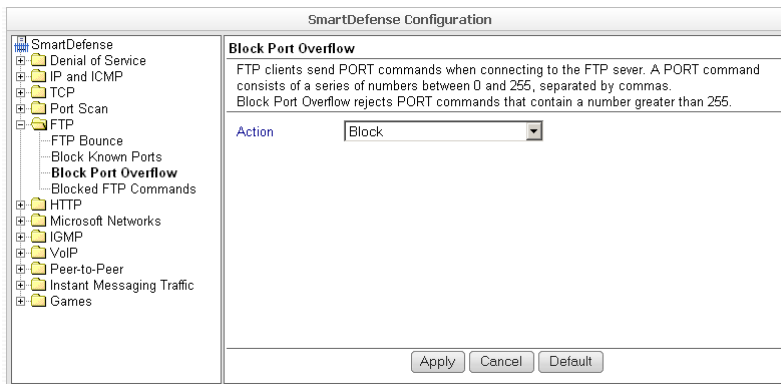 SmartDefense Configuration
SmartDefense
Denial of Service
IP and ICMP
TCP
Port Scan
FTP
FTP Bounce
Block Known Ports
Block Port Overflow
Blocked FTP Commands
HTTP
Microsoft Networks
IGMP
VoIP
Peer-to-Peer
Instant Messaging Traffic
Games
Block Port Overflow
FTP clients send PORT commands when connecting to the FTP sever. A PORT command
consists of a series of numbers between 0 and 255, separated by commas.
Block Port Overflow rejects PORT commands that contain a number greater than 255.
Action Block
Apply Cancel Default